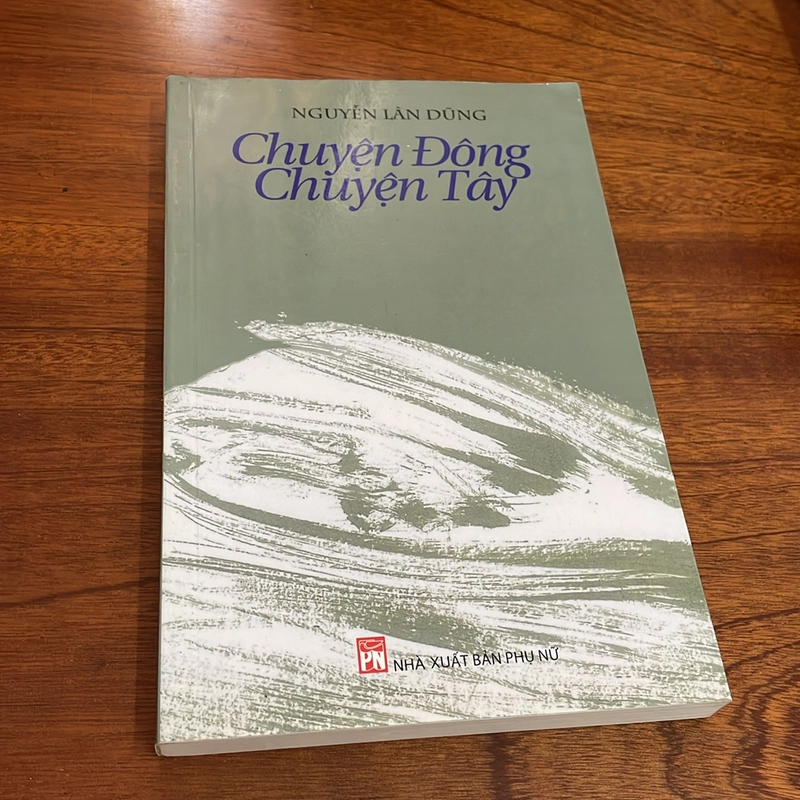 NGUYỄN LÂN DŨNG
Chuyện Đông
Chuyện Tây
PN NHÀ XUẤT BẢN PHỤ NỮ